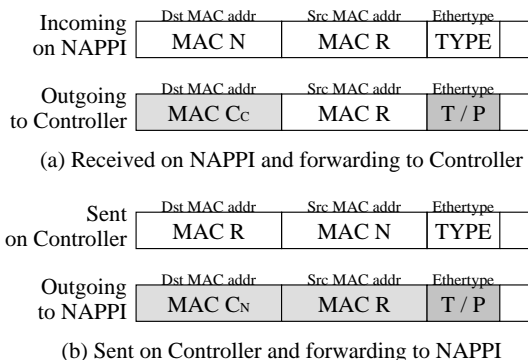 Dst MAC addr Src MAC addr Ethertype
Incoming on NAPPI MAC N MAC R TYPE
Dst MAC addr Src MAC addr Ethertype
Outgoing to Controller MAC Cc MAC R T / P
(a) Received on NAPPI and forwarding to Controller
Dst MAC addr Src MAC addr Ethertype
Sent on Controller MAC R MAC N TYPE
Dst MAC addr Src MAC addr Ethertype
Outgoing to NAPPI MAC CN MAC R T / P
(b) Sent on Controller and forwarding to NAPPI